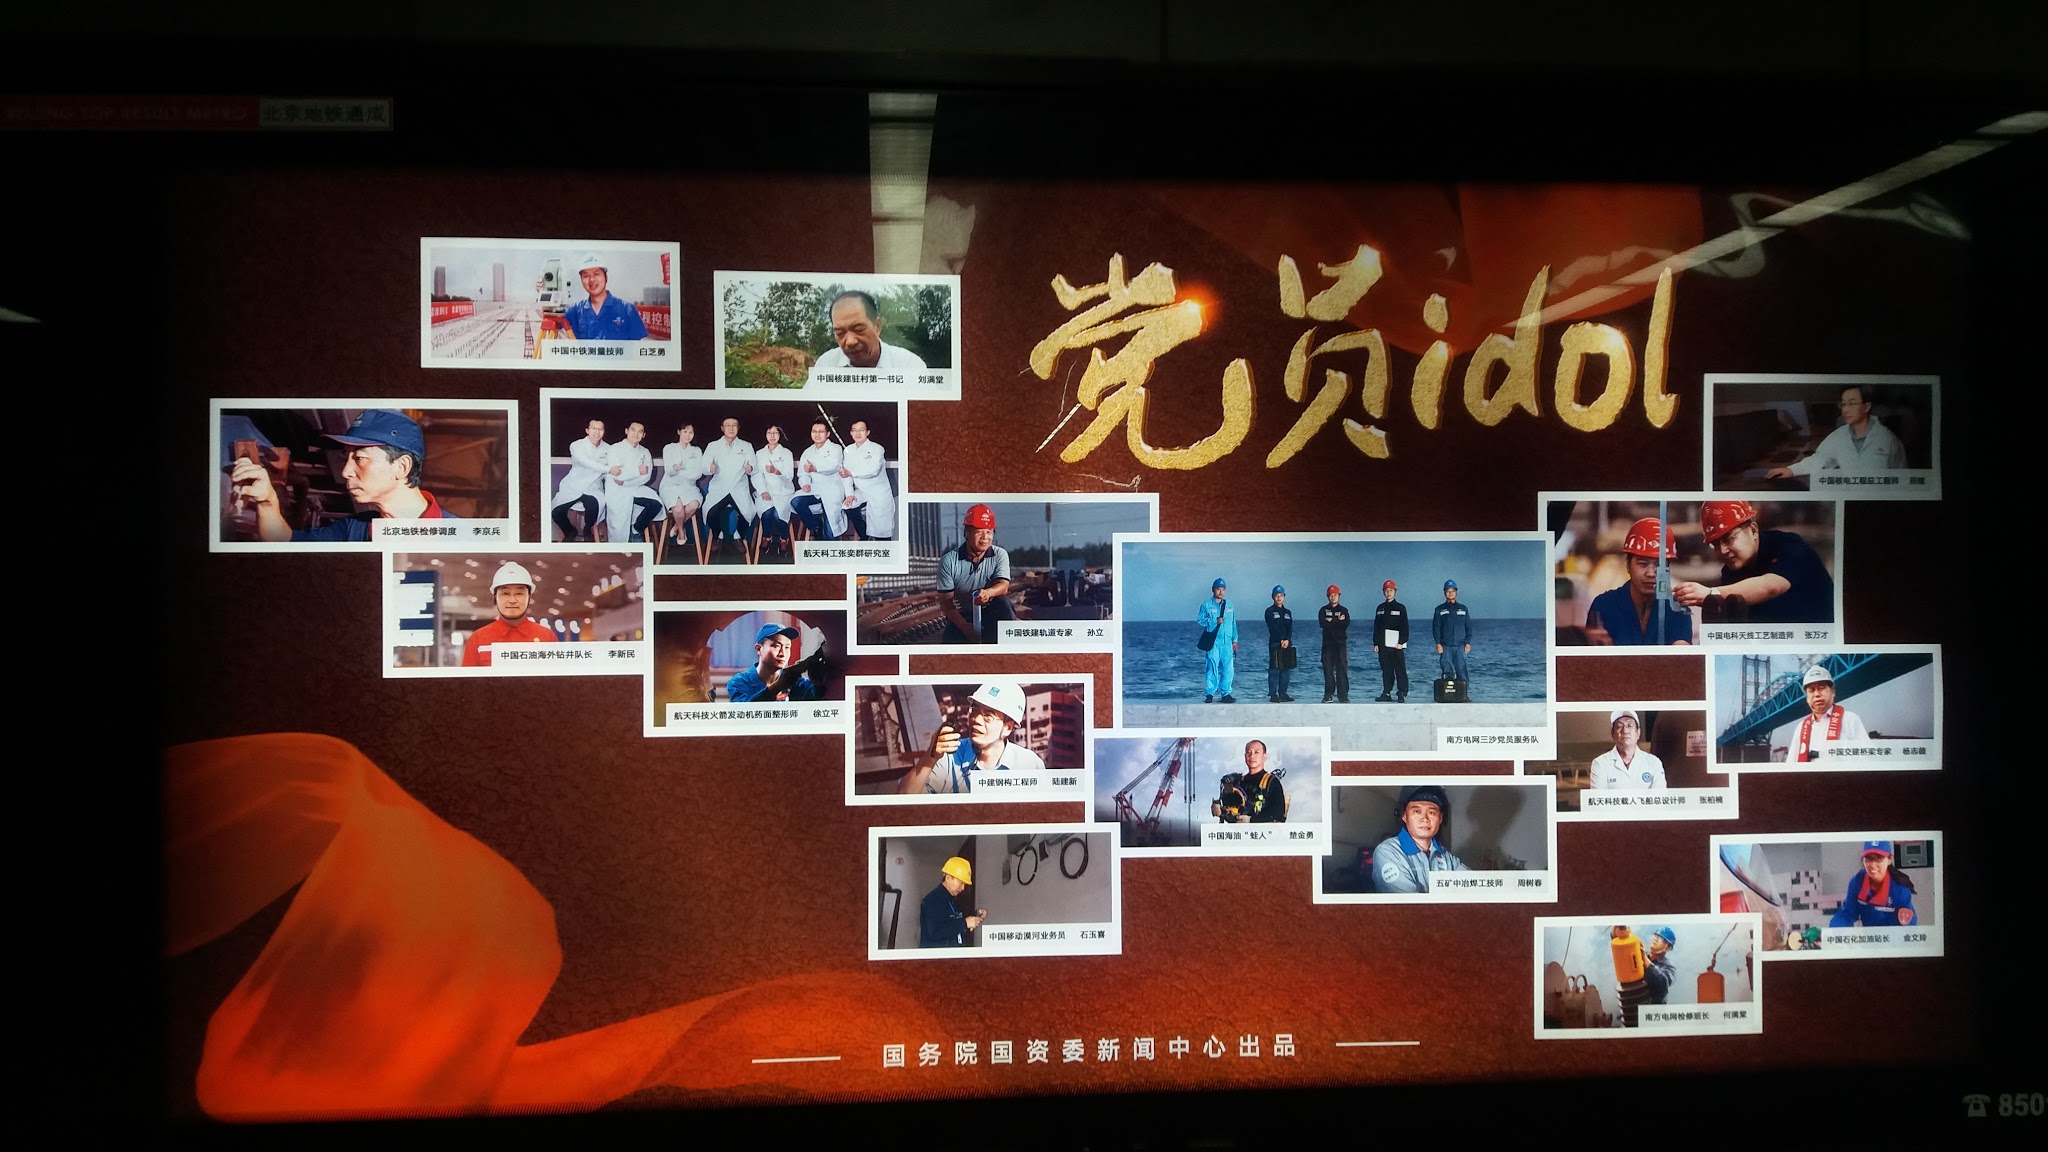 北京地铁通成
党员idol
中国中铁测量技师 白芝勇
中国核建驻村第一书记 刘满堂
北京地铁检修调度 李京兵
航天科工张奕群研究室
中国核电工程总工程师
中国石油海外钻井队长 李新民
中国铁建轨道专家 孙立
中国电科天线工艺制造师 张万才
航天科技火箭发动机药面整形师 徐立平
南方电网三沙党员服务队
中国交建桥梁专家
中建钢构工程师 陆建新
航天科技载人飞船总设计师 张柏楠
中国海油“蛙人” 楚金勇
五矿中冶焊工技师 周树春
中国移动漠河业务员 石玉喜
中国石化加油站长 金文玲
南方电网检修班长 何满棠
国务院国资委新闻中心出品